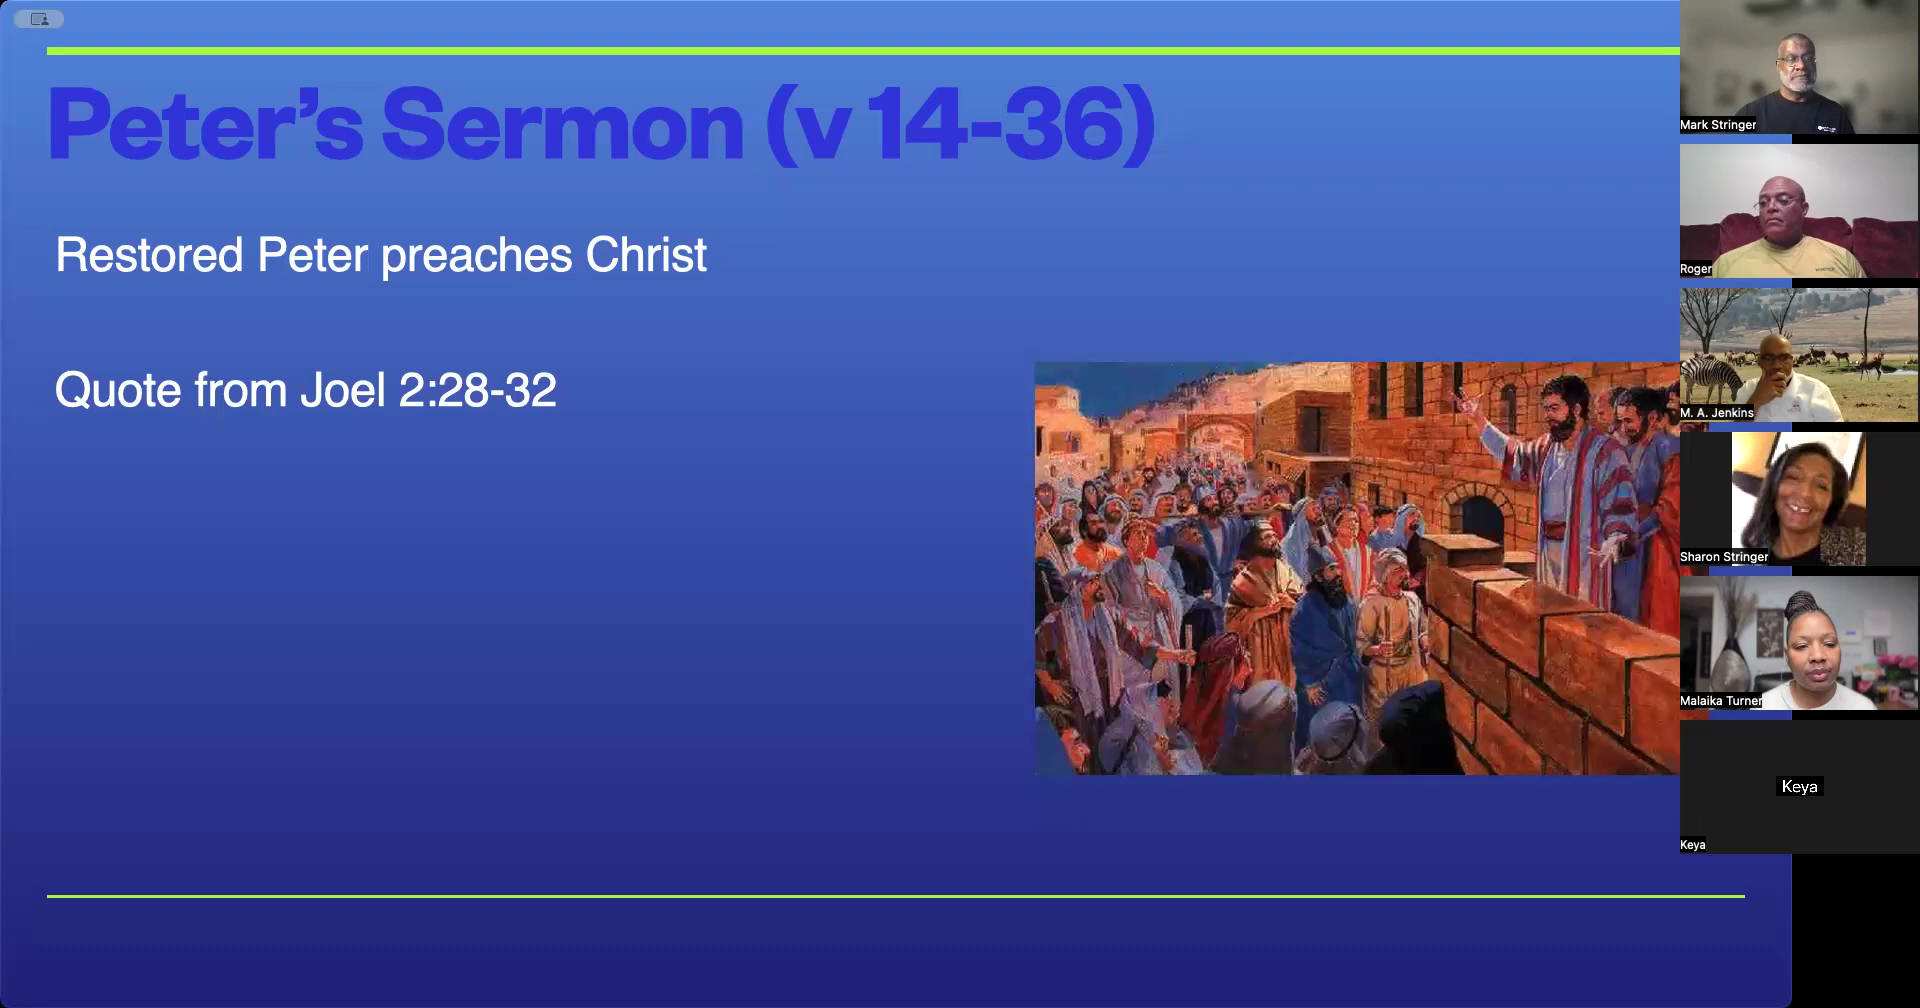 Peter’s Sermon (v 14-36)
Restored Peter preaches Christ
Quote from Joel 2:28-32
Mark Stringer
Roger
M. A. Jenkins
Sharon Stringer
Malaika Turner
Keya
Keya